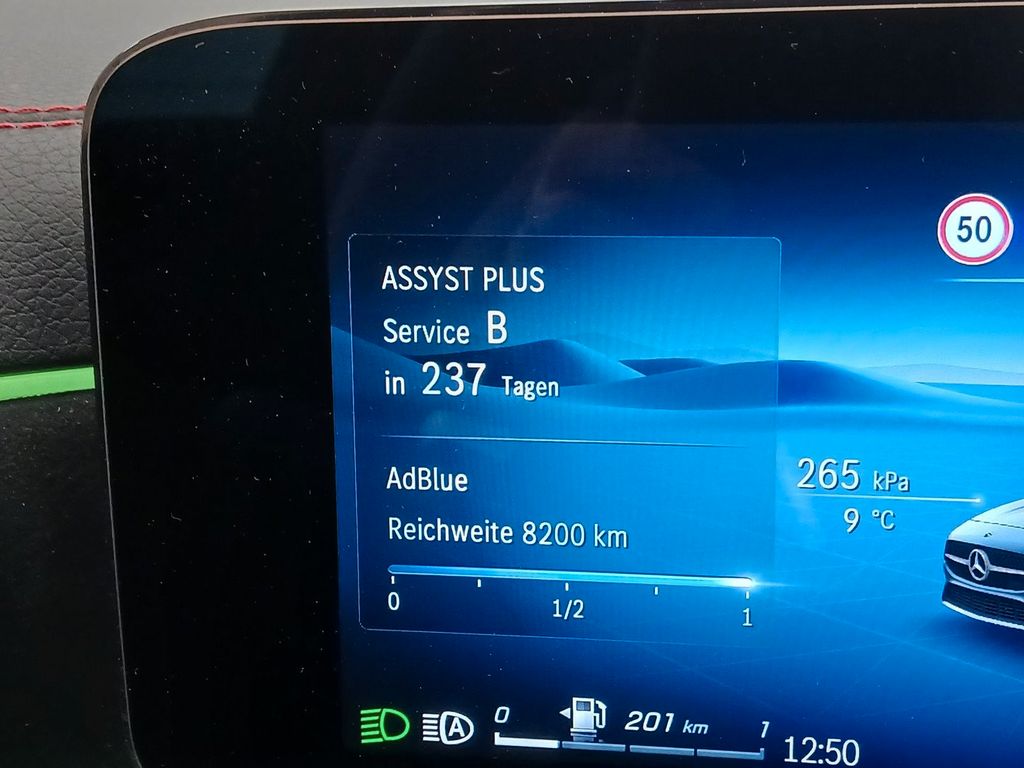 50
ASSYST PLUS
Service B
in 237 Tagen
AdBlue
Reichweite 8200 km
0 1/2 1
265 kPa
9 °C
A
0 201 km 1
12:50